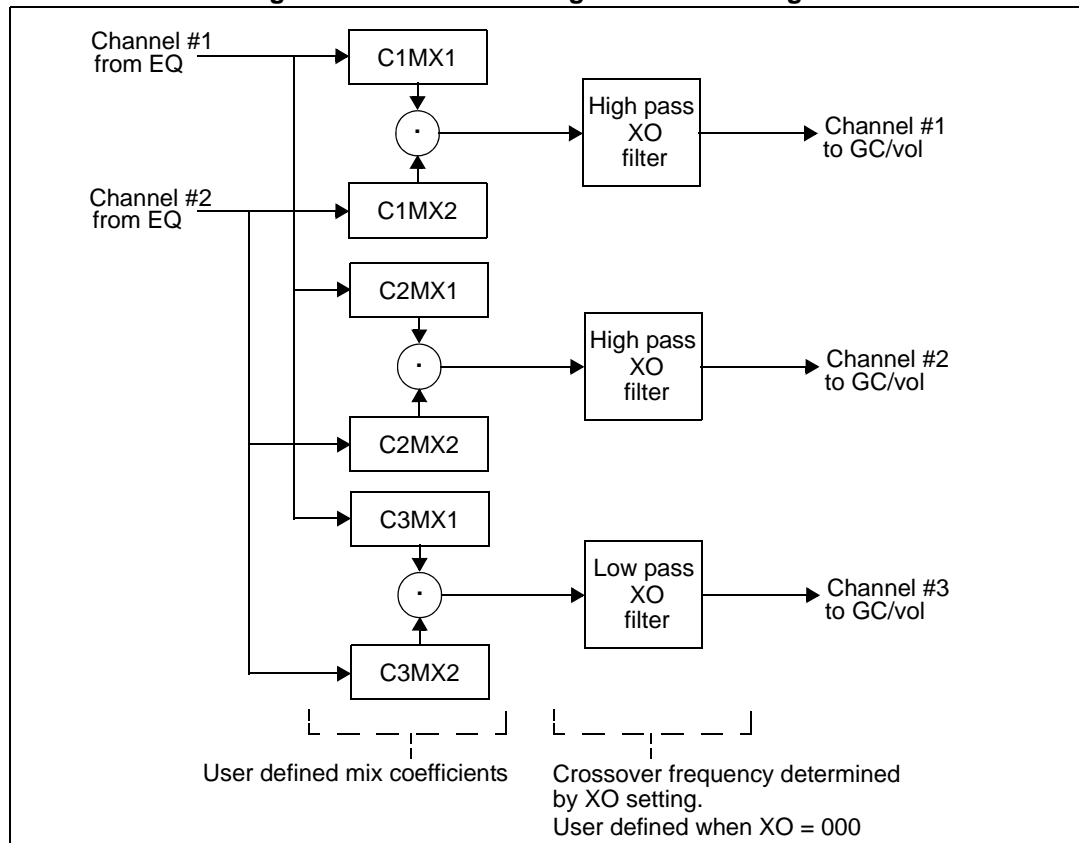 Channel #1
from EQ
C1MX1
High pass
XO
filter
Channel #1
to GC/vol
Channel #2
from EQ
C1MX2
C2MX1
High pass
XO
filter
Channel #2
to GC/vol
C2MX2
C3MX1
Low pass
XO
filter
Channel #3
to GC/vol
C3MX2
User defined mix coefficients
Crossover frequency determined
by XO setting.
User defined when XO = 000